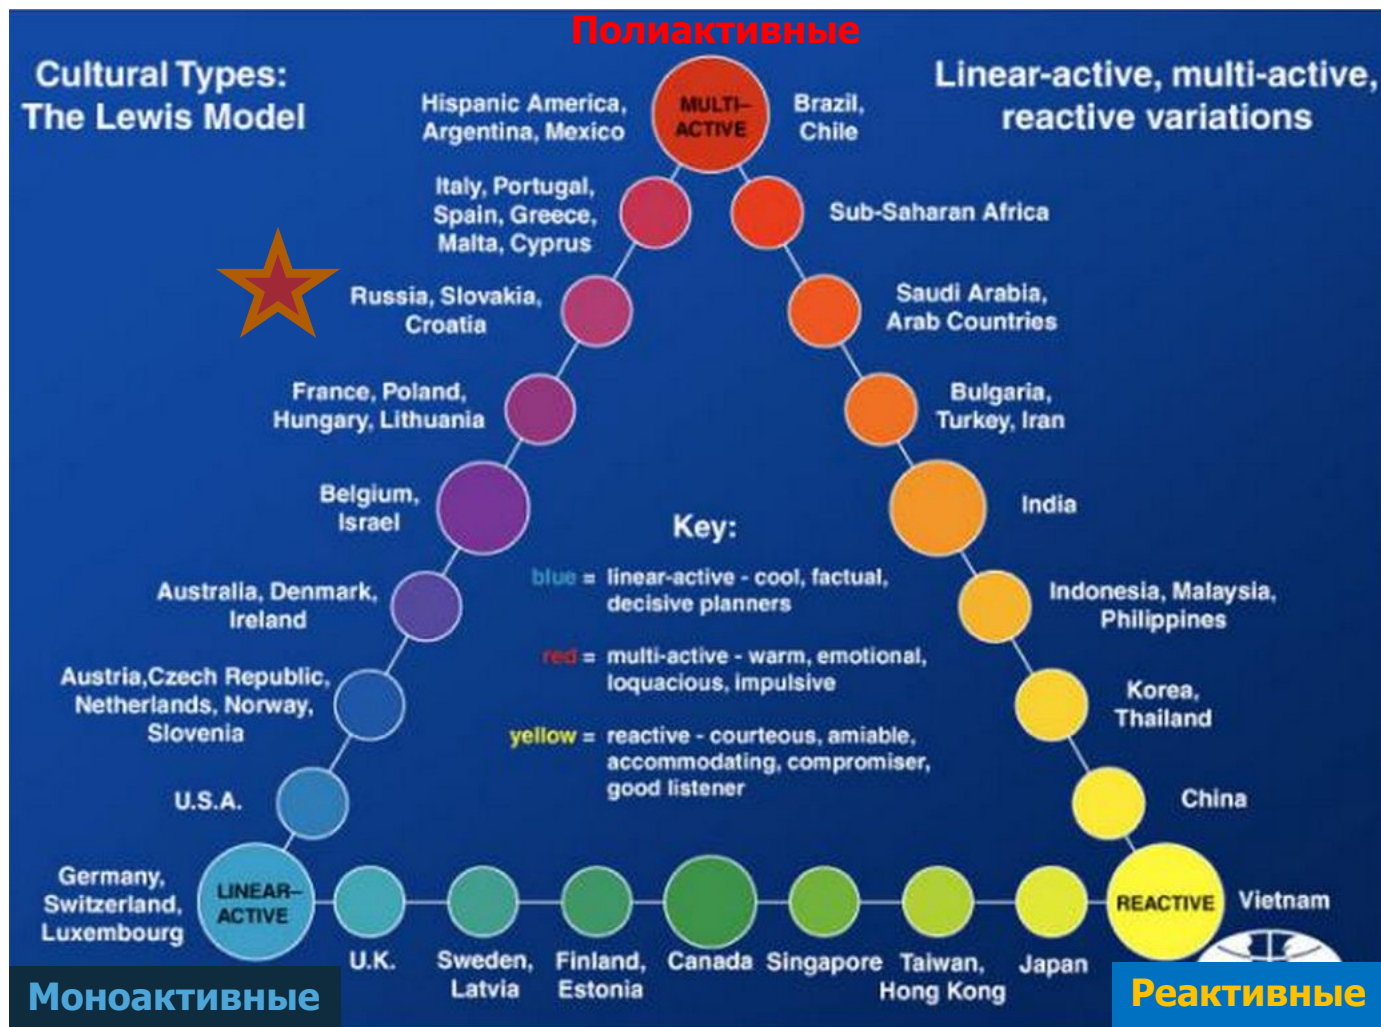 Полиактивные
Cultural Types:
The Lewis Model
Linear-active, multi-active,
reactive variations
Hispanic America,
Argentina, Mexico
MULTI–
ACTIVE
Brazil,
Chile
Italy, Portugal,
Spain, Greece,
Malta, Cyprus
Sub-Saharan Africa
Russia, Slovakia,
Croatia
Saudi Arabia,
Arab Countries
France, Poland,
Hungary, Lithuania
Bulgaria,
Turkey, Iran
Belgium,
Israel
India
Key:
blue = linear-active - cool, factual,
decisive planners
red = multi-active - warm, emotional,
loquacious, impulsive
yellow = reactive - courteous, amiable,
accommodating, compromiser,
good listener
Australia, Denmark,
Ireland
Indonesia, Malaysia,
Philippines
Austria,Czech Republic,
Netherlands, Norway,
Slovenia
Korea,
Thailand
U.S.A.
China
Germany,
Switzerland,
Luxembourg
LINEAR–
ACTIVE
REACTIVE
Vietnam
U.K.
Sweden,
Latvia
Finland,
Estonia
Canada
Singapore
Taiwan,
Hong Kong
Japan
Моноактивные
Реактивные